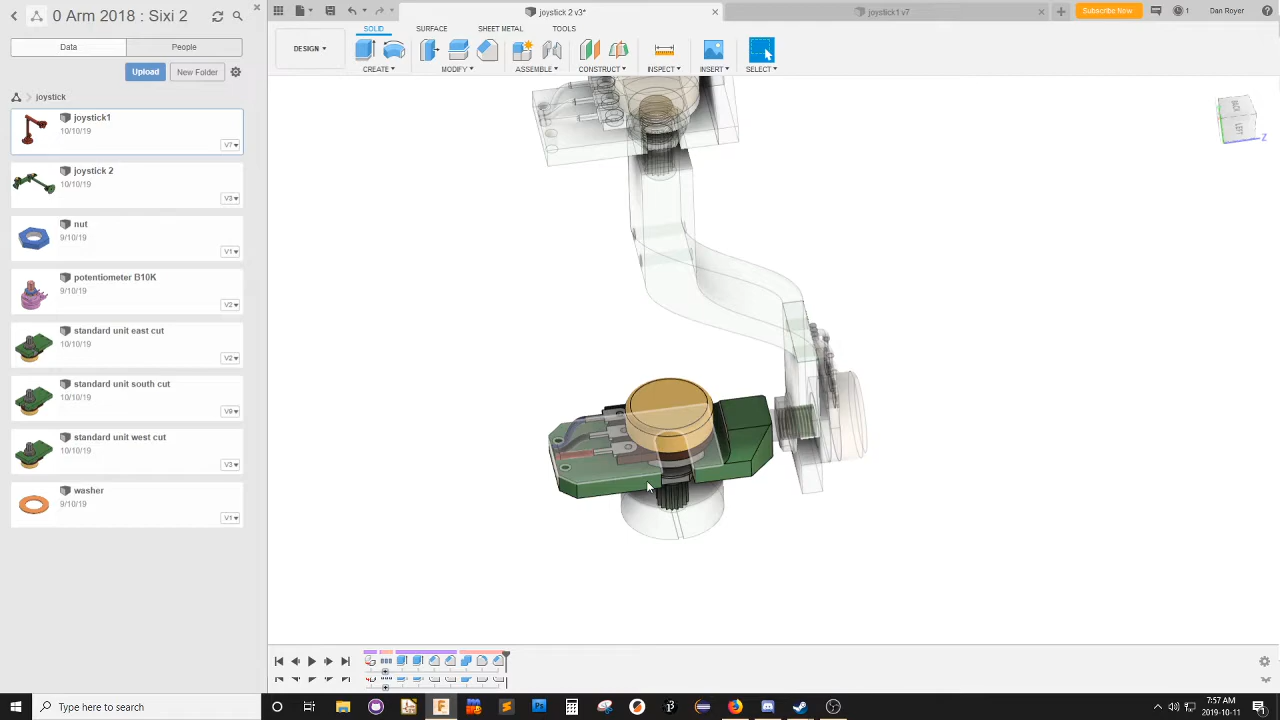 0 Arm 2018 : Sixi 2
Data
People
Upload
New Folder
joystick
joystick1
10/10/19
V7
joystick 2
10/10/19
V3
nut
9/10/19
V1
potentiometer B10K
9/10/19
V2
standard unit east cut
10/10/19
V2
standard unit south cut
10/10/19
V9
standard unit west cut
10/10/19
V3
washer
9/10/19
V1
joystick 2 v3*
joystick1 v7
Subscribe Now
1
Dan Royer
SOLID
SURFACE
SHEET METAL
TOOLS
DESIGN
CREATE
MODIFY
ASSEMBLE
CONSTRUCT
INSPECT
INSERT
SELECT
BACK
LEFT
Z
Type here to search
7:57 AM
2019-10-11